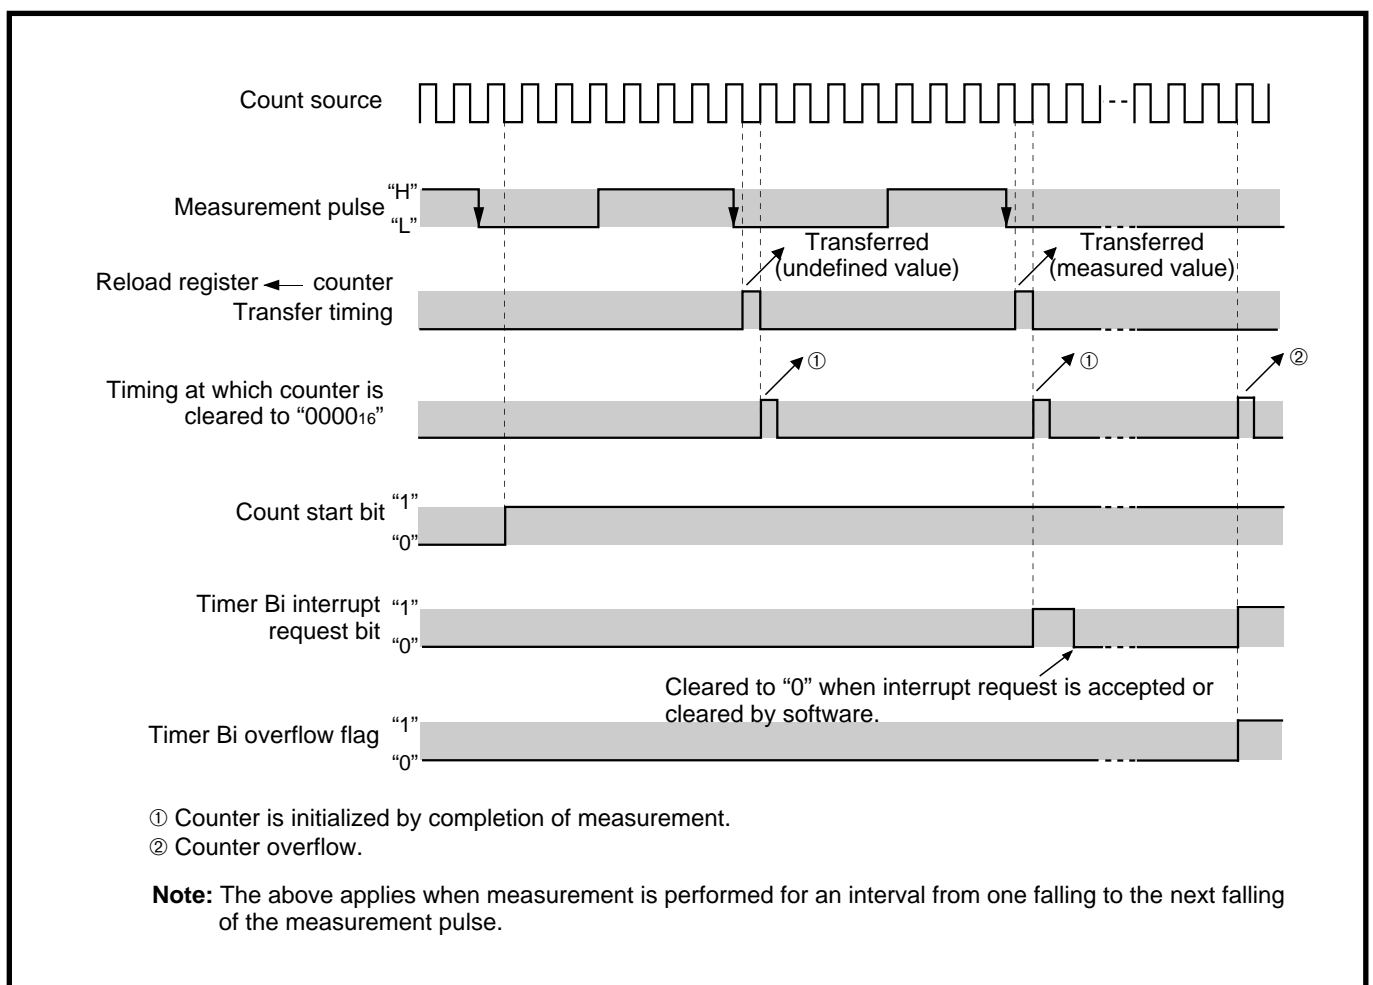 Count source
Measurement pulse
“H”
“L”
Transferred
(undefined value)
Transferred
(measured value)
Reload register ← counter
Transfer timing
①
①
②
Timing at which counter is
cleared to “0000₁₆”
Count start bit
“1”
“0”
Timer Bi interrupt
request bit
“1”
“0”
Cleared to “0” when interrupt request is accepted or
cleared by software.
Timer Bi overflow flag
“1”
“0”
① Counter is initialized by completion of measurement.
② Counter overflow.
Note: The above applies when measurement is performed for an interval from one falling to the next falling
of the measurement pulse.